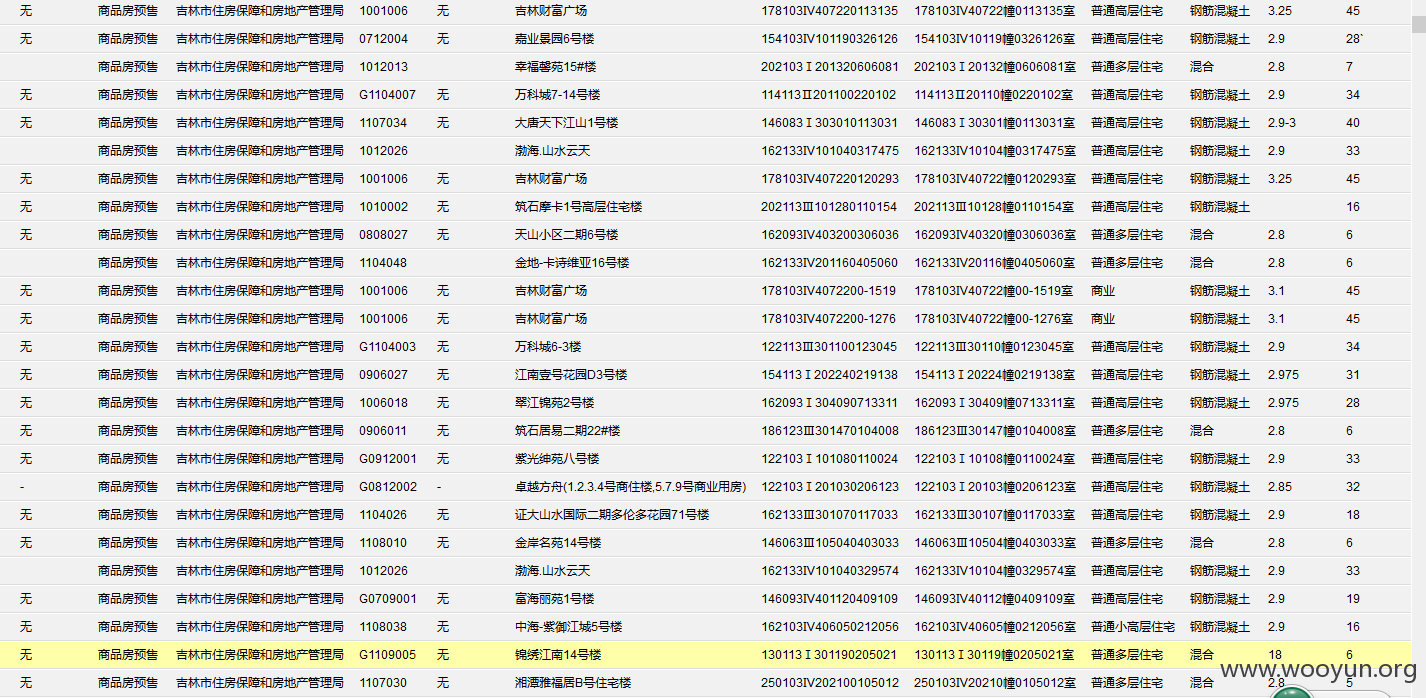 无 商品房预售 吉林市住房保障和房地产管理局 1001006 无 吉林财富广场 178103Ⅳ407220113135 178103Ⅳ40722幢0113135室 普通高层住宅 钢筋混凝土 3.25 45
无 商品房预售 吉林市住房保障和房地产管理局 0712004 无 嘉业景园6号楼 154103Ⅳ101190326126 154103Ⅳ10119幢0326126室 普通高层住宅 钢筋混凝土 2.9 28`
商品房预售 吉林市住房保障和房地产管理局 1012013 幸福馨苑15#楼 202103Ⅰ201320606081 202103Ⅰ20132幢0606081室 普通多层住宅 混合 2.8 7
无 商品房预售 吉林市住房保障和房地产管理局 G1104007 无 万科城7-14号楼 114113Ⅱ201100220102 114113Ⅱ20110幢0220102室 普通高层住宅 钢筋混凝土 2.9 34
无 商品房预售 吉林市住房保障和房地产管理局 1107034 无 大唐天下江山1号楼 146083Ⅰ303010113031 146083Ⅰ30301幢0113031室 普通高层住宅 钢筋混凝土 2.9-3 40
商品房预售 吉林市住房保障和房地产管理局 1012026 渤海.山水云天 162133Ⅳ101040317475 162133Ⅳ10104幢0317475室 普通高层住宅 钢筋混凝土 2.9 33
无 商品房预售 吉林市住房保障和房地产管理局 1001006 无 吉林财富广场 178103Ⅳ407220120293 178103Ⅳ40722幢0120293室 普通高层住宅 钢筋混凝土 3.25 45
无 商品房预售 吉林市住房保障和房地产管理局 1010002 无 筑石摩卡1号高层住宅楼 202113Ⅲ101280110154 202113Ⅲ10128幢0110154室 普通高层住宅 钢筋混凝土 16
无 商品房预售 吉林市住房保障和房地产管理局 0808027 无 天山小区二期6号楼 162093Ⅳ403200306036 162093Ⅳ40320幢0306036室 普通多层住宅 混合 2.8 6
商品房预售 吉林市住房保障和房地产管理局 1104048 金地-卡诗维亚16号楼 162133Ⅳ201160405060 162133Ⅳ20116幢0405060室 普通多层住宅 混合 2.8 6
无 商品房预售 吉林市住房保障和房地产管理局 1001006 无 吉林财富广场 178103Ⅳ4072200-1519 178103Ⅳ40722幢00-1519室 商业 钢筋混凝土 3.1 45
无 商品房预售 吉林市住房保障和房地产管理局 1001006 无 吉林财富广场 178103Ⅳ4072200-1276 178103Ⅳ40722幢00-1276室 商业 钢筋混凝土 3.1 45
无 商品房预售 吉林市住房保障和房地产管理局 G1104003 无 万科城6-3楼 122113Ⅲ301100123045 122113Ⅲ30110幢0123045室 普通高层住宅 钢筋混凝土 2.9 34
无 商品房预售 吉林市住房保障和房地产管理局 0906027 无 江南壹号花园D3号楼 154113Ⅰ202240219138 154113Ⅰ20224幢0219138室 普通高层住宅 钢筋混凝土 2.975 31
无 商品房预售 吉林市住房保障和房地产管理局 1006018 无 翠江锦苑2号楼 162093Ⅰ304090713311 162093Ⅰ30409幢0713311室 普通高层住宅 钢筋混凝土 2.975 28
无 商品房预售 吉林市住房保障和房地产管理局 0906011 无 筑石居易二期22#楼 186123Ⅲ301470104008 186123Ⅲ30147幢0104008室 普通多层住宅 混合 2.8 6
无 商品房预售 吉林市住房保障和房地产管理局 G0912001 无 紫光绅苑八号楼 122103Ⅰ101080110024 122103Ⅰ10108幢0110024室 普通高层住宅 钢筋混凝土 2.9 33
- 商品房预售 吉林市住房保障和房地产管理局 G0812002 - 卓越方舟(1.2.3.4号商住楼,5.7.9号商业用房) 122103Ⅰ201030206123 122103Ⅰ20103幢0206123室 普通高层住宅 钢筋混凝土 2.85 32
无 商品房预售 吉林市住房保障和房地产管理局 1104026 无 证大山水国际二期多伦多花园71号楼 162133Ⅲ301070117033 162133Ⅲ30107幢0117033室 普通高层住宅 钢筋混凝土 2.9 18
无 商品房预售 吉林市住房保障和房地产管理局 1108010 无 金岸名苑14号楼 146063Ⅲ105040403033 146063Ⅲ10504幢0403033室 普通多层住宅 混合 2.8 6
商品房预售 吉林市住房保障和房地产管理局 1012026 渤海.山水云天 162133Ⅳ101040329574 162133Ⅳ10104幢0329574室 普通高层住宅 钢筋混凝土 2.9 33
无 商品房预售 吉林市住房保障和房地产管理局 G0709001 无 富海丽苑1号楼 146093Ⅳ401120409109 146093Ⅳ40112幢0409109室 普通高层住宅 钢筋混凝土 2.9 19
无 商品房预售 吉林市住房保障和房地产管理局 1108038 无 中海-紫御江城5号楼 162103Ⅳ406050212056 162103Ⅳ40605幢0212056室 普通小高层住宅 钢筋混凝土 2.9 16
无 商品房预售 吉林市住房保障和房地产管理局 G1109005 无 锦绣江南14号楼 130113Ⅰ301190205021 130113Ⅰ30119幢0205021室 普通多层住宅 混合 18 6
无 商品房预售 吉林市住房保障和房地产管理局 1107030 无 湘潭雅福居B号住宅楼 250103Ⅳ202100105012 250103Ⅳ20210幢0105012室 普通多层住宅 混合 2.8 5
www.wooyun.org